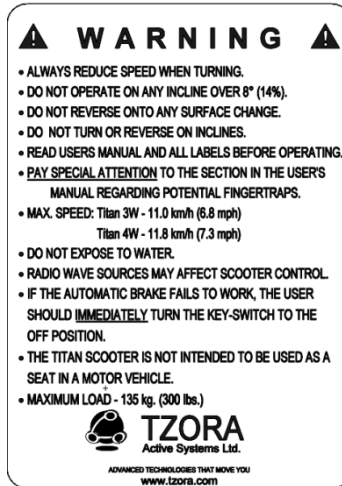 WARNING
• ALWAYS REDUCE SPEED WHEN TURNING.
• DO NOT OPERATE ON ANY INCLINE OVER 8° (14%).
• DO NOT REVERSE ONTO ANY SURFACE CHANGE.
• DO NOT TURN OR REVERSE ON INCLINES.
• READ USERS MANUAL AND ALL LABELS BEFORE OPERATING.
• PAY SPECIAL ATTENTION TO THE SECTION IN THE USER'S
MANUAL REGARDING POTENTIAL FINGERTRAPS.
• MAX. SPEED: Titan 3W - 11.0 km/h (6.8 mph)
Titan 4W - 11.8 km/h (7.3 mph)
• DO NOT EXPOSE TO WATER.
• RADIO WAVE SOURCES MAY AFFECT SCOOTER CONTROL.
• IF THE AUTOMATIC BRAKE FAILS TO WORK, THE USER
SHOULD IMMEDIATELY TURN THE KEY-SWITCH TO THE
OFF POSITION.
• THE TITAN SCOOTER IS NOT INTENDED TO BE USED AS A
SEAT IN A MOTOR VEHICLE.
• MAXIMUM LOAD - 135 kg. (300 lbs.)
TZORA
Active Systems Ltd.
ADVANCED TECHNOLOGIES THAT MOVE YOU
www.tzora.com